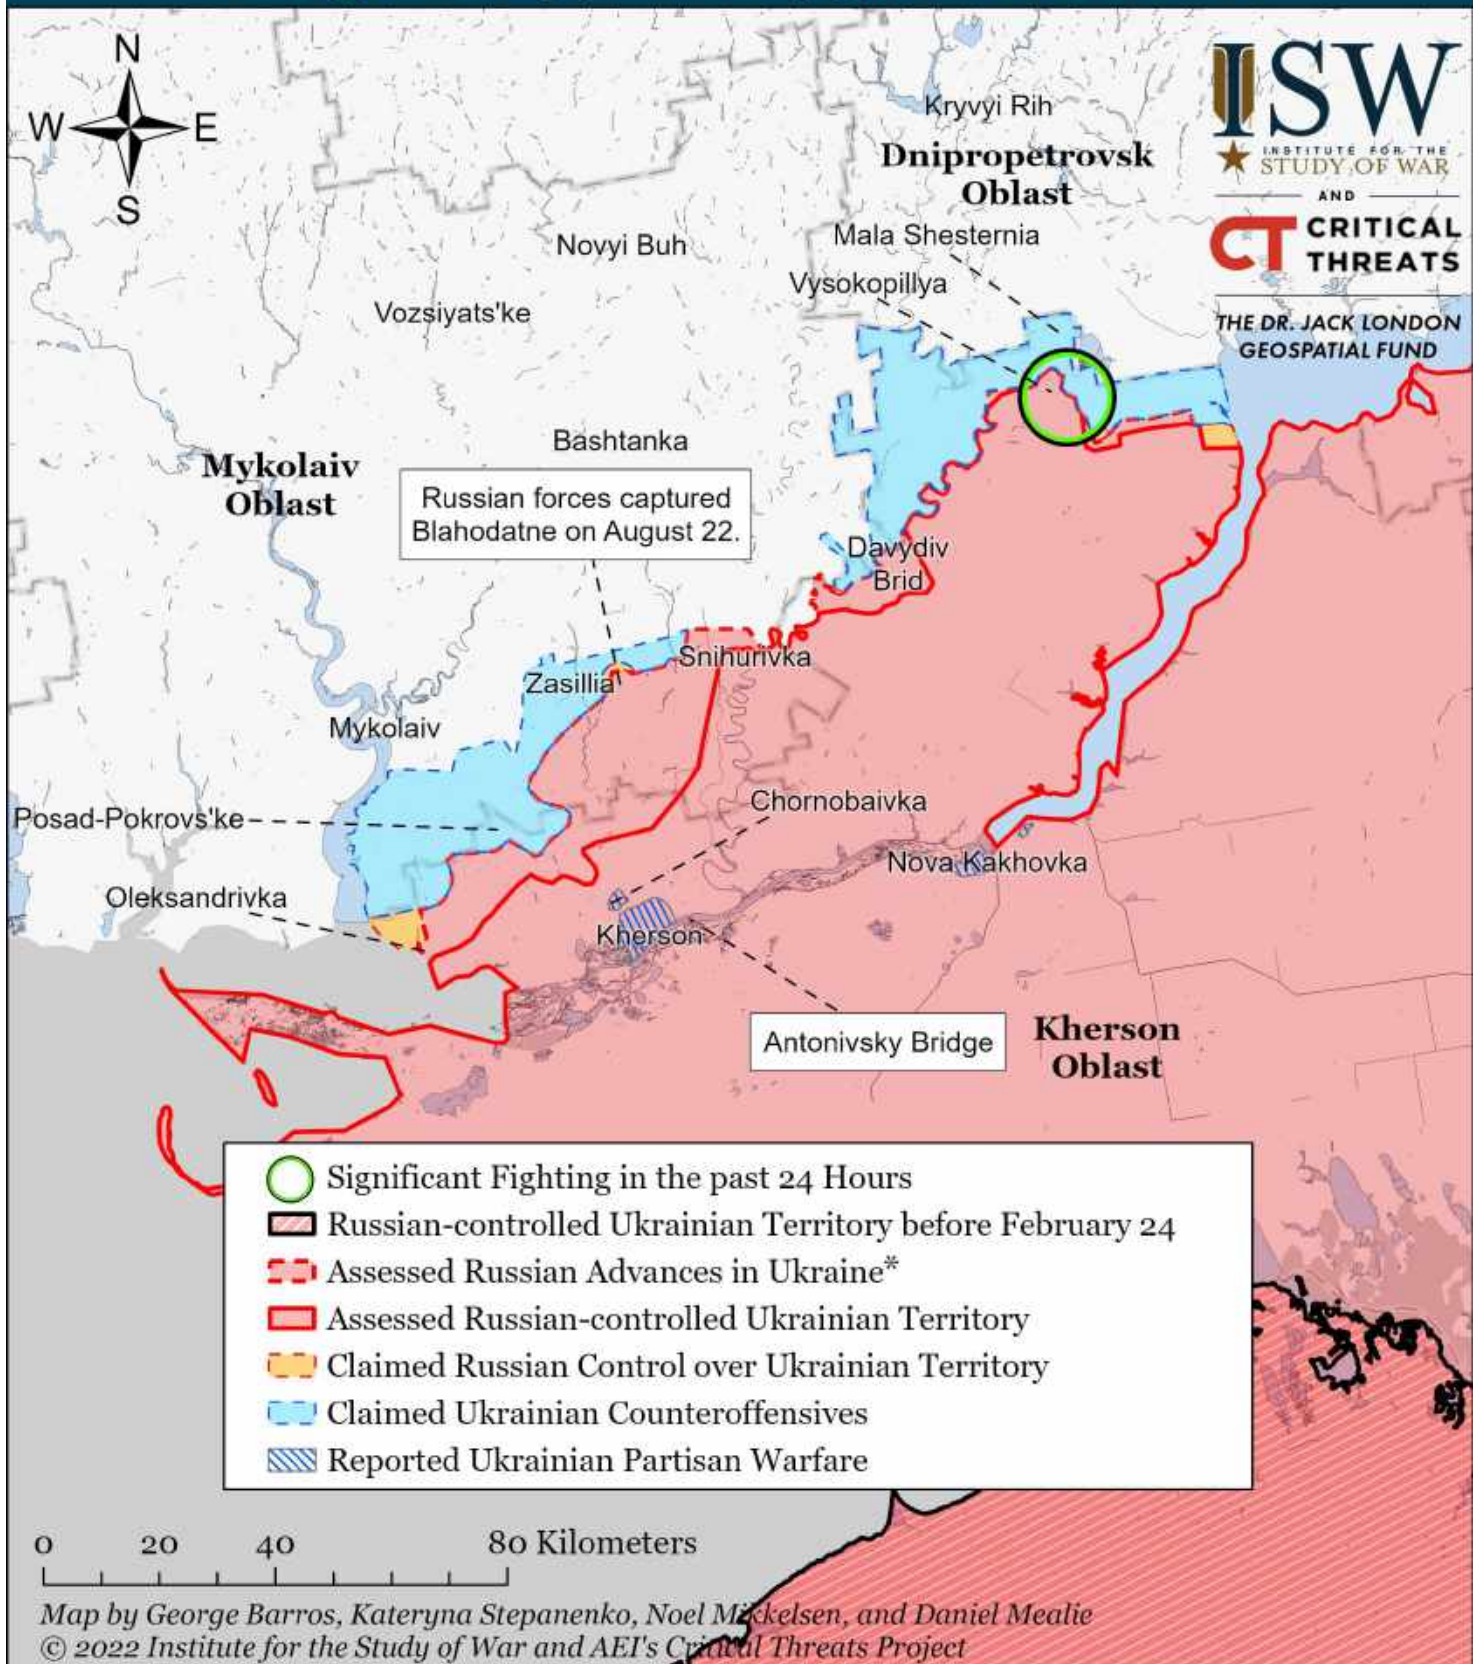 N
W E
S
ISW
INSTITUTE FOR THE
STUDY OF WAR
AND
CT CRITICAL
THREATS
THE DR. JACK LONDON
GEOSPATIAL FUND
Kryvyi Rih
Dnipropetrovsk
Oblast
Mala Shesternia
Novyi Buh
Vysokopillya
Vozsiyats'ke
Bashtanka
Mykolaiv
Oblast
Russian forces captured
Blahodatne on August 22.
Davydiv
Brid
Snihurivka
Zasillia
Mykolaiv
Chornobaivka
Posad-Pokrovs'ke
Nova Kakhovka
Oleksandrivka
Kherson
Antonivsky Bridge
Kherson
Oblast
Significant Fighting in the past 24 Hours
Russian-controlled Ukrainian Territory before February 24
Assessed Russian Advances in Ukraine*
Assessed Russian-controlled Ukrainian Territory
Claimed Russian Control over Ukrainian Territory
Claimed Ukrainian Counteroffensives
Reported Ukrainian Partisan Warfare
0 20 40 80 Kilometers
Map by George Barros, Kateryna Stepanenko, Noel Mikkelsen, and Daniel Mealie
© 2022 Institute for the Study of War and AEI's Critical Threats Project